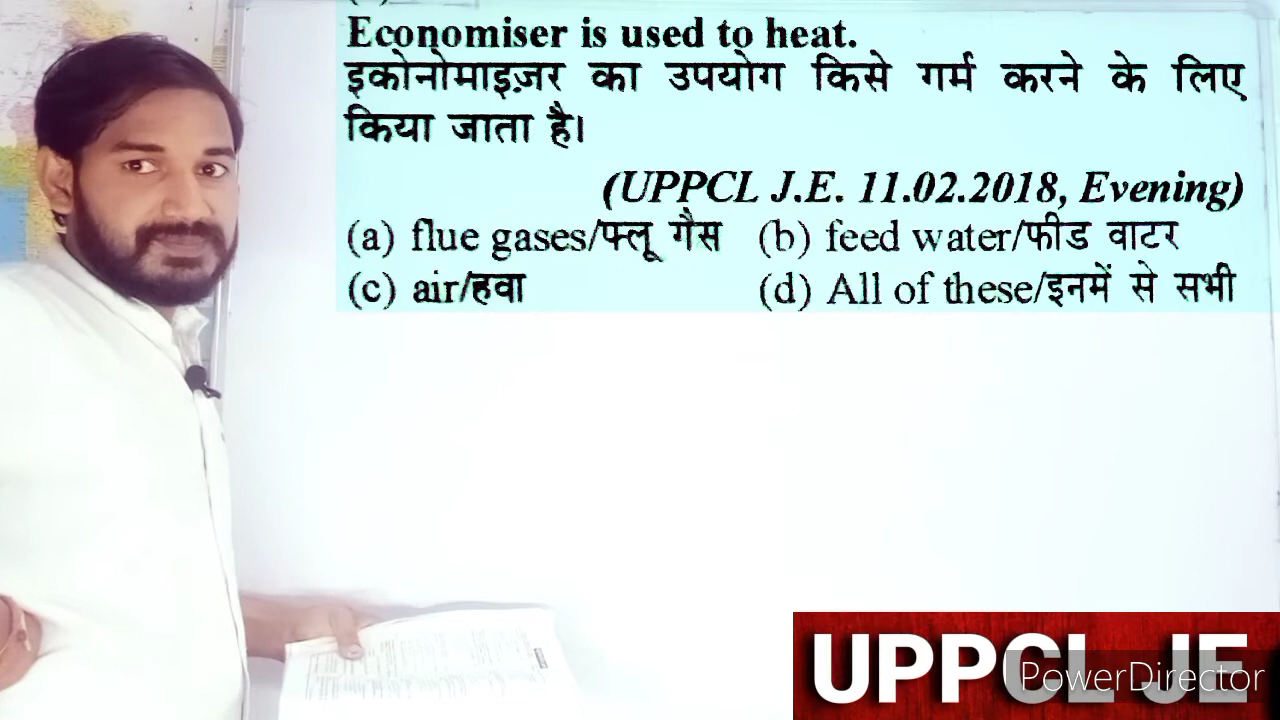 Economiser is used to heat.
इकोनोमाइज़र का उपयोग किसे गर्म करने के लिए
किया जाता है।
(UPPCL J.E. 11.02.2018, Evening)
(a) flue gases/फ्लू गैस (b) feed water/फीड वाटर
(c) air/हवा (d) All of these/इनमें से सभी
UPPCL JE
PowerDirector